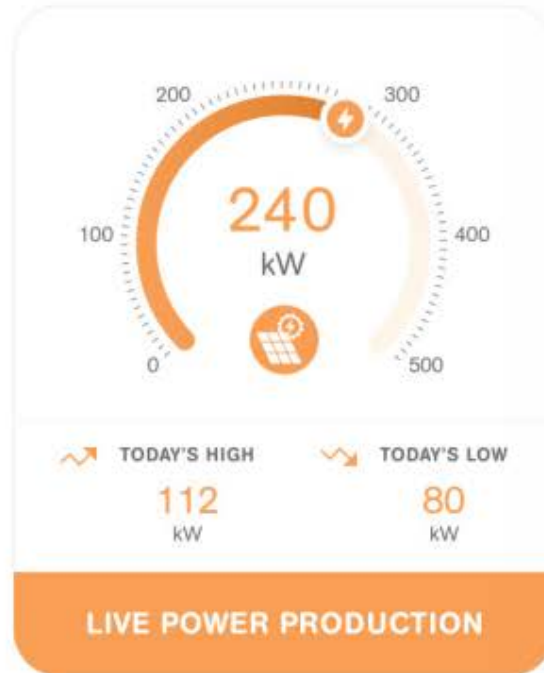 200 300
240
100 400
kW
0 500
TODAY'S HIGH TODAY'S LOW
112 80
kW kW
LIVE POWER PRODUCTION